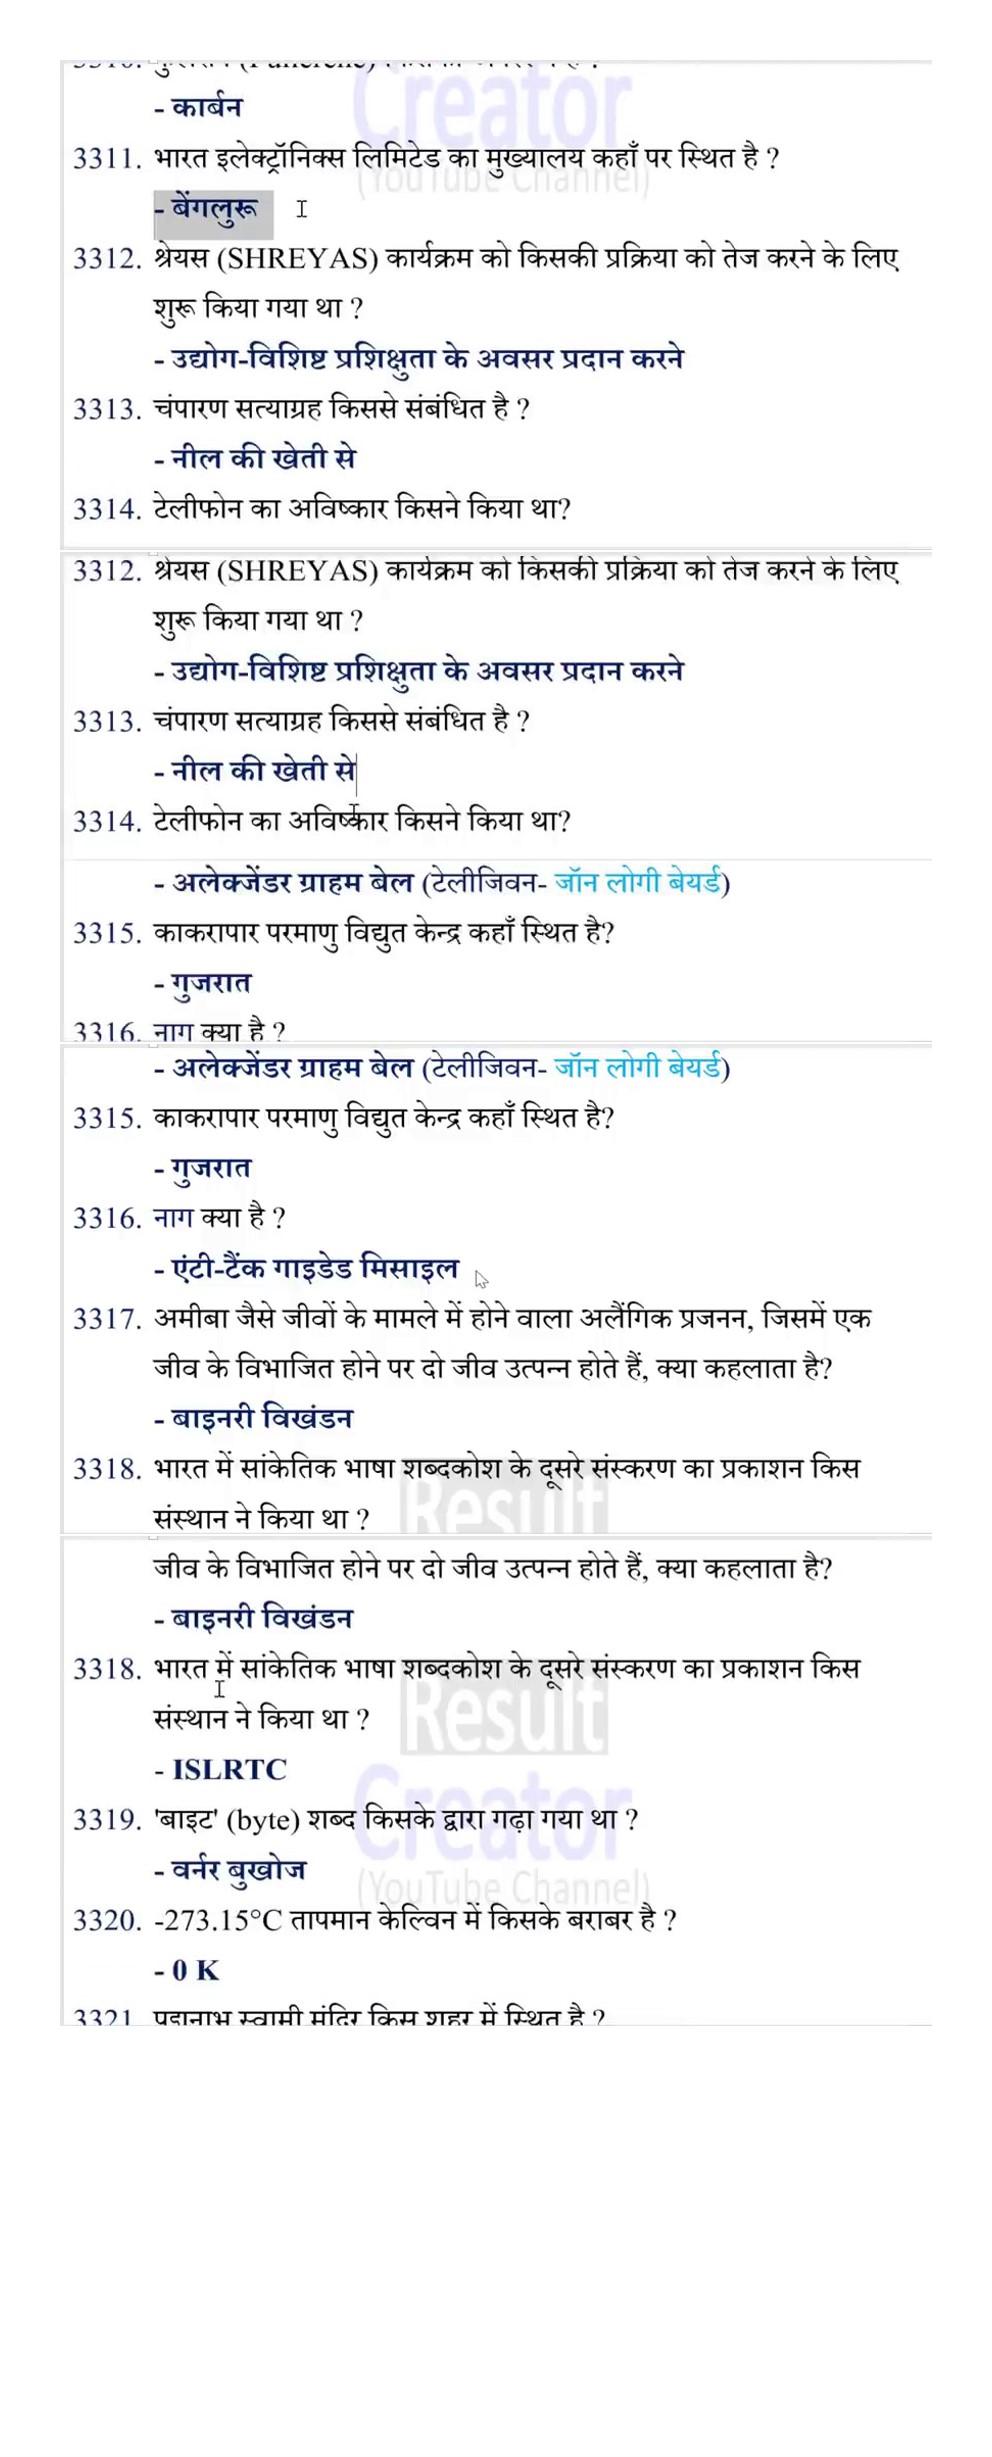 - कार्बन
3311. भारत इलेक्ट्रॉनिक्स लिमिटेड का मुख्यालय कहाँ पर स्थित है ?
- बेंगलुरू
3312. श्रेयस (SHREYAS) कार्यक्रम को किसकी प्रक्रिया को तेज करने के लिए
शुरू किया गया था ?
- उद्योग-विशिष्ट प्रशिक्षुता के अवसर प्रदान करने
3313. चंपारण सत्याग्रह किससे संबंधित है ?
- नील की खेती से
3314. टेलीफोन का अविष्कार किसने किया था?
3312. श्रेयस (SHREYAS) कार्यक्रम को किसकी प्रक्रिया को तेज करने के लिए
शुरू किया गया था ?
- उद्योग-विशिष्ट प्रशिक्षुता के अवसर प्रदान करने
3313. चंपारण सत्याग्रह किससे संबंधित है ?
- नील की खेती से
3314. टेलीफोन का अविष्कार किसने किया था?
- अलेक्जेंडर ग्राहम बेल (टेलीजिवन- जॉन लोगी बेयर्ड)
3315. काकरापार परमाणु विद्युत केन्द्र कहाँ स्थित है?
- गुजरात
3316. नाग क्या है ?
- अलेक्जेंडर ग्राहम बेल (टेलीजिवन- जॉन लोगी बेयर्ड)
3315. काकरापार परमाणु विद्युत केन्द्र कहाँ स्थित है?
- गुजरात
3316. नाग क्या है ?
- एंटी-टैंक गाइडेड मिसाइल
3317. अमीबा जैसे जीवों के मामले में होने वाला अलैंगिक प्रजनन, जिसमें एक
जीव के विभाजित होने पर दो जीव उत्पन्न होते हैं, क्या कहलाता है?
- बाइनरी विखंडन
3318. भारत में सांकेतिक भाषा शब्दकोश के दूसरे संस्करण का प्रकाशन किस
संस्थान ने किया था ?
जीव के विभाजित होने पर दो जीव उत्पन्न होते हैं, क्या कहलाता है?
- बाइनरी विखंडन
3318. भारत में सांकेतिक भाषा शब्दकोश के दूसरे संस्करण का प्रकाशन किस
संस्थान ने किया था ?
- ISLRTC
3319. 'बाइट' (byte) शब्द किसके द्वारा गढ़ा गया था ?
- वर्नर बुखोज
3320. -273.15°C तापमान केल्विन में किसके बराबर है ?
- 0 K
3321 पद्मनाभ स्वामी मंदिर किस शहर में स्थित है ?
Creator
(YouTube Channel)
Result
Result
Creator
(YouTube Channel)